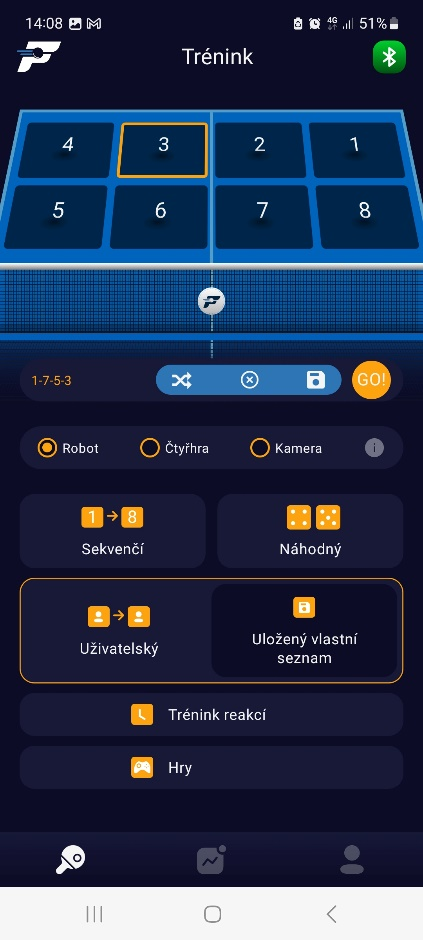 14:08 4G 51%
Trénink
4 3 2 1
5 6 7 8
1-7-5-3 GO!
Robot Čtyřhra Kamera i
1 → 8
Sekvenčí Náhodný
Uživatelský
Uložený vlastní
seznam
Trénink reakcí
Hry